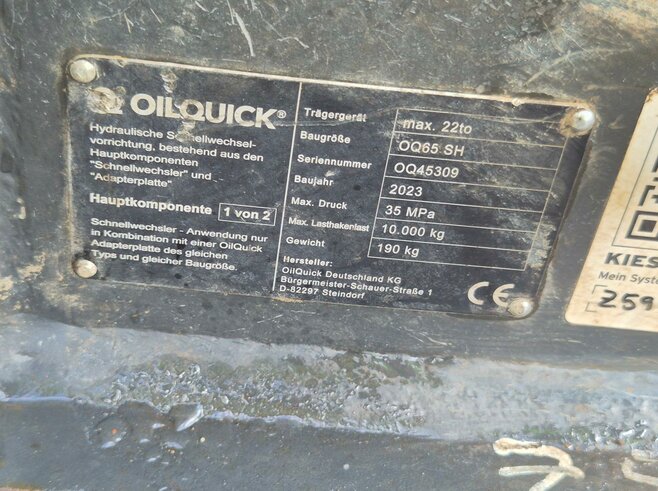 OILQUICK®
Hydraulische Schnellwechsel-
vorrichtung, bestehend aus den
Hauptkomponenten
"Schnellwechsler" und
"Adapterplatte"
Hauptkomponente 1 von 2
Schnellwechsler - Anwendung nur
in Kombination mit einer OilQuick
Adapterplatte des gleichen
Typs und gleicher Baugröße.
Trägergerät max. 22to
Baugröße OQ65 SH
Seriennummer OQ45309
Baujahr 2023
Max. Druck 35 MPa
Max. Lasthakenlast 10.000 kg
Gewicht 190 kg
Hersteller:
OilQuick Deutschland KG
Bürgermeister-Schauer-Straße 1
D-82297 Steindorf
CE
KIES
Mein System
259